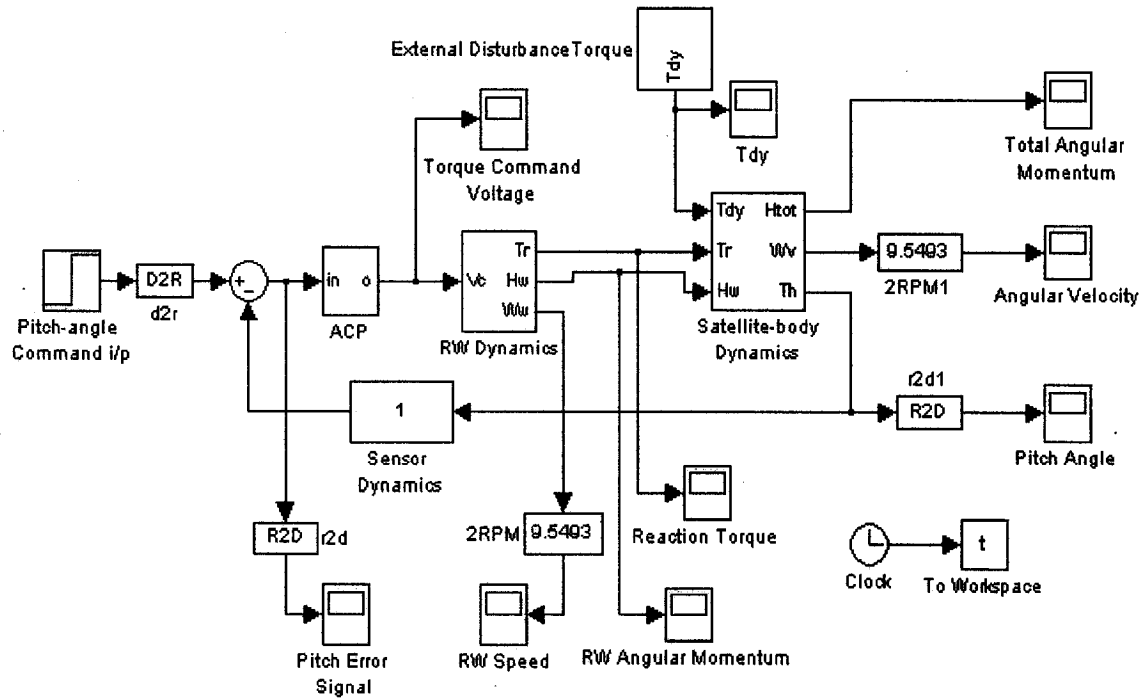 External DisturbanceTorque
Tdy
Tdy
Torque Command
Voltage
Total Angular
Momentum
Tdy
Htot
Tr
Wv
Hw
Th
Satellite-body
Dynamics
9.5493
2RPM1
Angular Velocity
Pitch-angle
Command i/p
D2R
d2r
+
−
in
o
ACP
Vc
Tr
Hw
Ww
RW Dynamics
1
Sensor
Dynamics
r2d1
R2D
Pitch Angle
R2D
r2d
Pitch Error
Signal
2RPM
9.5493
RW Speed
Reaction Torque
RW Angular Momentum
Clock
t
To Workspace